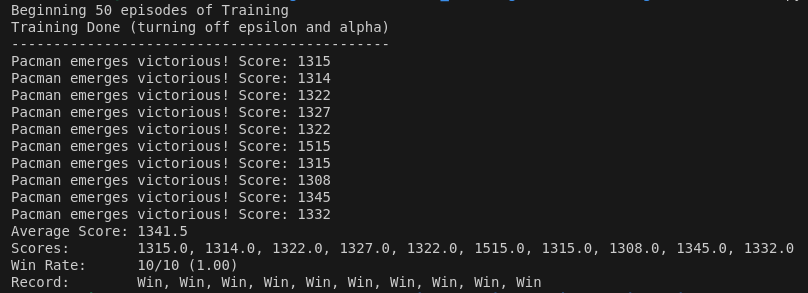 Beginning 50 episodes of Training
Training Done (turning off epsilon and alpha)
---------------------------------------------
Pacman emerges victorious! Score: 1315
Pacman emerges victorious! Score: 1314
Pacman emerges victorious! Score: 1322
Pacman emerges victorious! Score: 1327
Pacman emerges victorious! Score: 1322
Pacman emerges victorious! Score: 1515
Pacman emerges victorious! Score: 1315
Pacman emerges victorious! Score: 1308
Pacman emerges victorious! Score: 1345
Pacman emerges victorious! Score: 1332
Average Score: 1341.5
Scores:        1315.0, 1314.0, 1322.0, 1327.0, 1322.0, 1515.0, 1315.0, 1308.0, 1345.0, 1332.0
Win Rate:      10/10 (1.00)
Record:        Win, Win, Win, Win, Win, Win, Win, Win, Win, Win